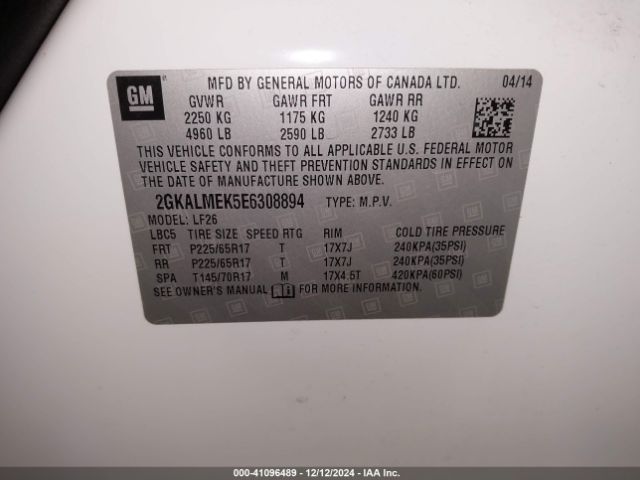 GM
MFD BY GENERAL MOTORS OF CANADA LTD. 04/14
GVWR GAWR FRT GAWR RR
2250 KG 1175 KG 1240 KG
4960 LB 2590 LB 2733 LB
THIS VEHICLE CONFORMS TO ALL APPLICABLE U.S. FEDERAL MOTOR
VEHICLE SAFETY AND THEFT PREVENTION STANDARDS IN EFFECT ON
THE DATE OF MANUFACTURE SHOWN ABOVE.
2GKALMEK5E6308894 TYPE: M.P.V.
MODEL: LF26
LBC5 TIRE SIZE SPEED RTG RIM COLD TIRE PRESSURE
FRT P225/65R17 T 17X7J 240KPA(35PSI)
RR P225/65R17 T 17X7J 240KPA(35PSI)
SPA T145/70R17 M 17X4.5T 420KPA(60PSI)
SEE OWNER'S MANUAL FOR MORE INFORMATION
000-41096489 - 12/12/2024 - IAAI.com